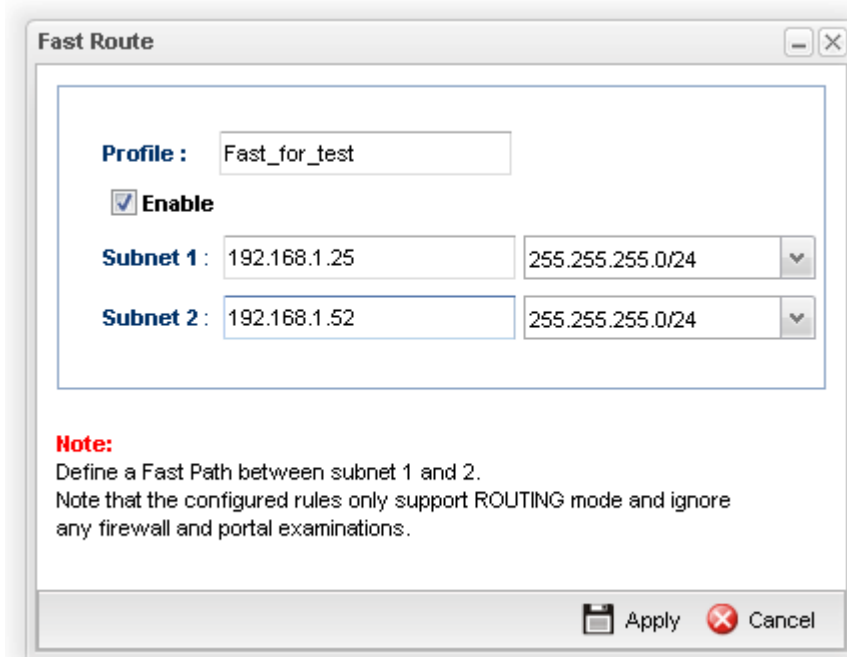 Fast Route
Profile : Fast_for_test
Enable
Subnet 1 : 192.168.1.25 255.255.255.0/24
Subnet 2 : 192.168.1.52 255.255.255.0/24
Note:
Define a Fast Path between subnet 1 and 2.
Note that the configured rules only support ROUTING mode and ignore
any firewall and portal examinations.
Apply Cancel